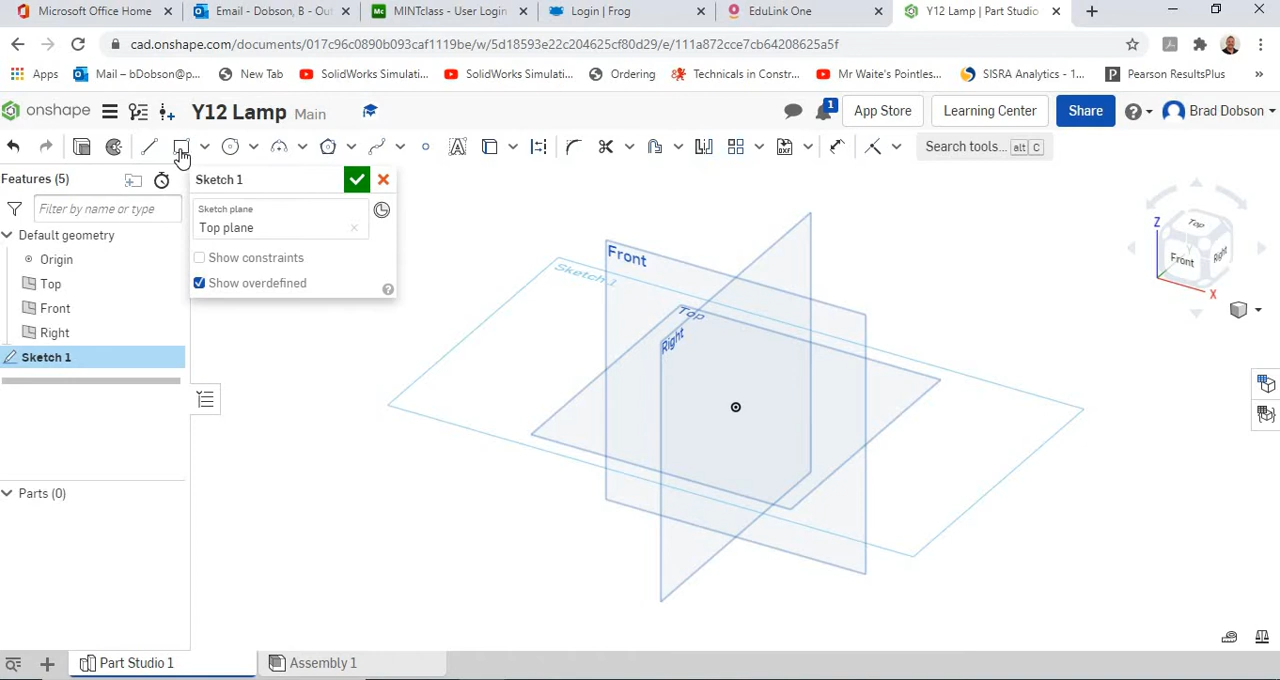 Microsoft Office Home
Email - Dobson, B - Out
MINTclass - User Login
Login | Frog
EduLink One
Y12 Lamp | Part Studio
cad.onshape.com/documents/017c96c0890b093caf1119be/w/5d18593e22c204625cf80d29/e/111a872cce7cb64208625a5f
Apps
Mail – bDobson@p...
New Tab
SolidWorks Simulati...
SolidWorks Simulati...
Ordering
Technicals in Constr...
Mr Waite's Pointles...
SISRA Analytics - 1...
Pearson ResultsPlus
»
onshape
Y12 Lamp Main
1
App Store
Learning Center
Share
Brad Dobson
Search tools... alt C
Features (5)
Filter by name or type
Default geometry
Origin
Top
Front
Right
Sketch 1
Parts (0)
Sketch 1
Sketch plane
Top plane
Show constraints
Show overdefined
Front
Sketch 1
Top
Right
Z
Top
Front
Right
X
Part Studio 1
Assembly 1